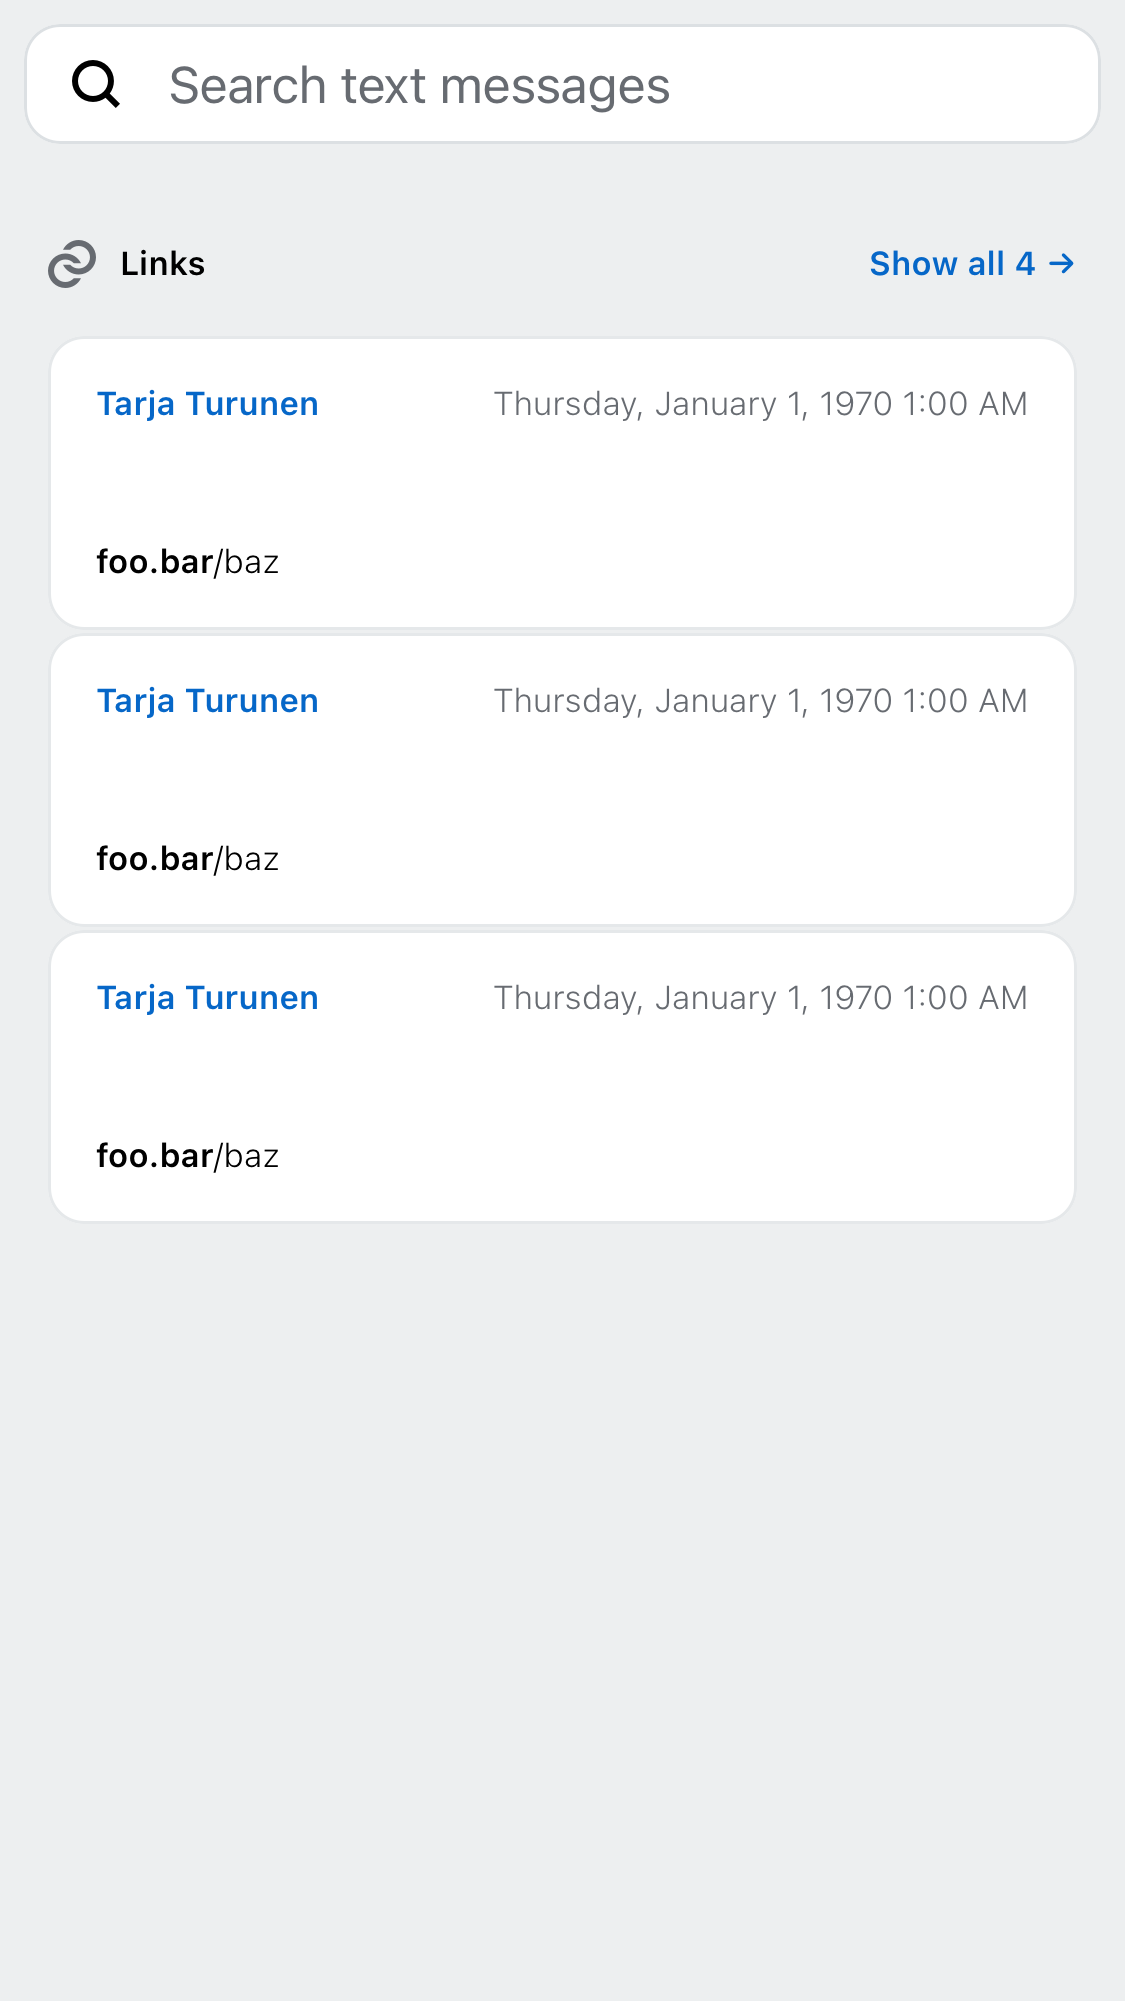 Search text messages
Links Show all 4 →
Tarja Turunen Thursday, January 1, 1970 1:00 AM
foo.bar/baz
Tarja Turunen Thursday, January 1, 1970 1:00 AM
foo.bar/baz
Tarja Turunen Thursday, January 1, 1970 1:00 AM
foo.bar/baz